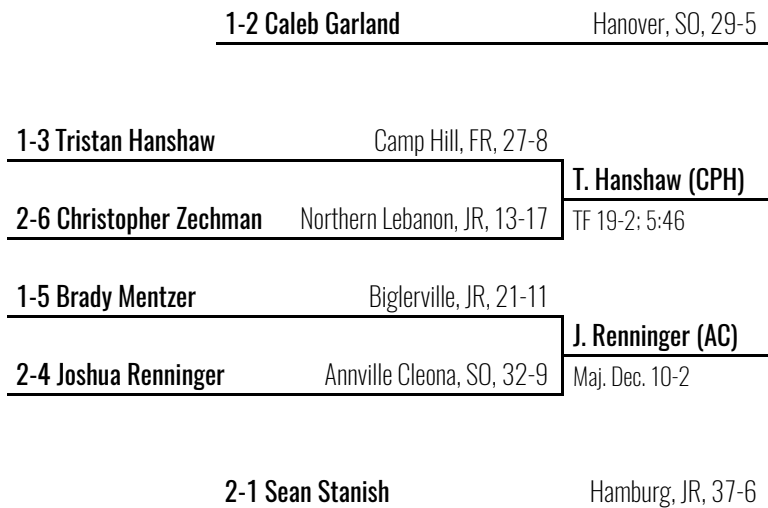 1-2 Caleb Garland Hanover, SO, 29-5
1-3 Tristan Hanshaw Camp Hill, FR, 27-8
T. Hanshaw (CPH)
2-6 Christopher Zechman Northern Lebanon, JR, 13-17
TF 19-2; 5:46
1-5 Brady Mentzer Biglerville, JR, 21-11
J. Renninger (AC)
2-4 Joshua Renninger Annville Cleona, SO, 32-9
Maj. Dec. 10-2
2-1 Sean Stanish Hamburg, JR, 37-6